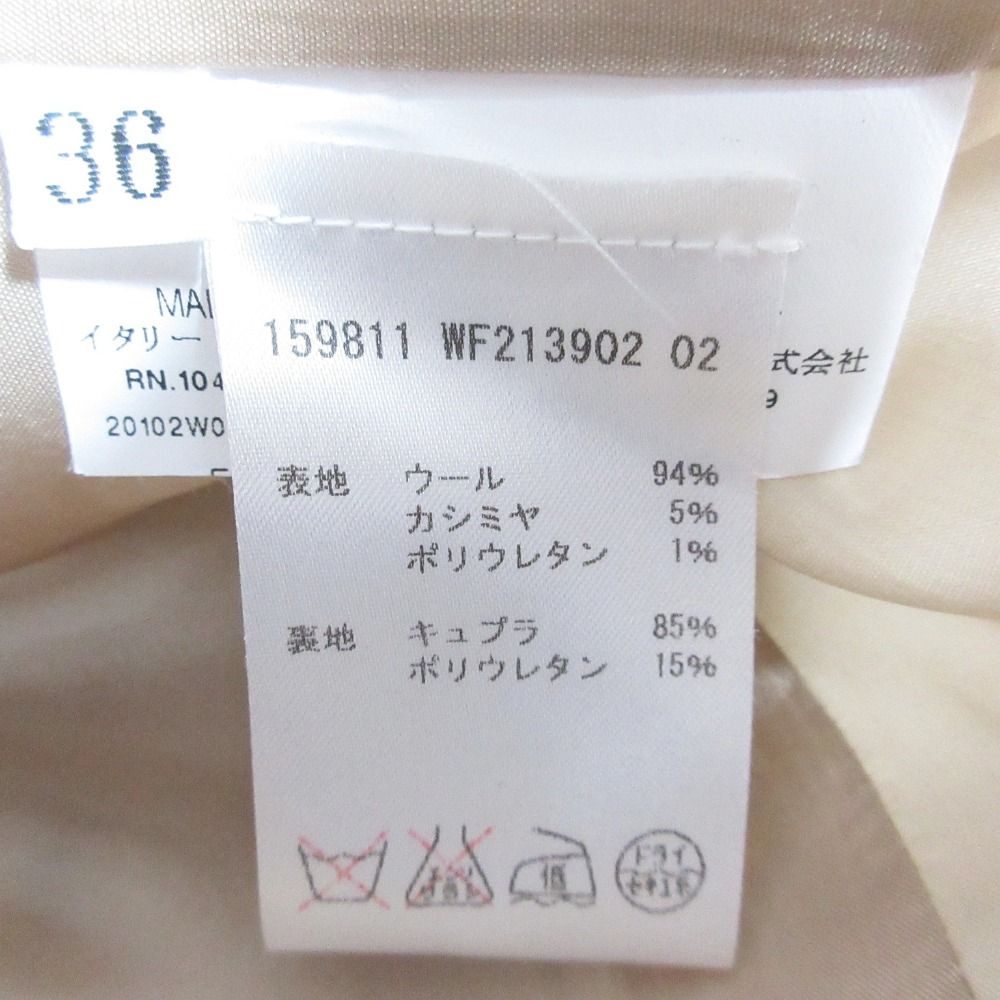 36
MAI
イタリー
RN.104
20102W0
式会社
9
159811 WF213902 02
表地 ウール 94%
カシミヤ 5%
ポリウレタン 1%
裏地 キュプラ 85%
ポリウレタン 15%
低
ドライ